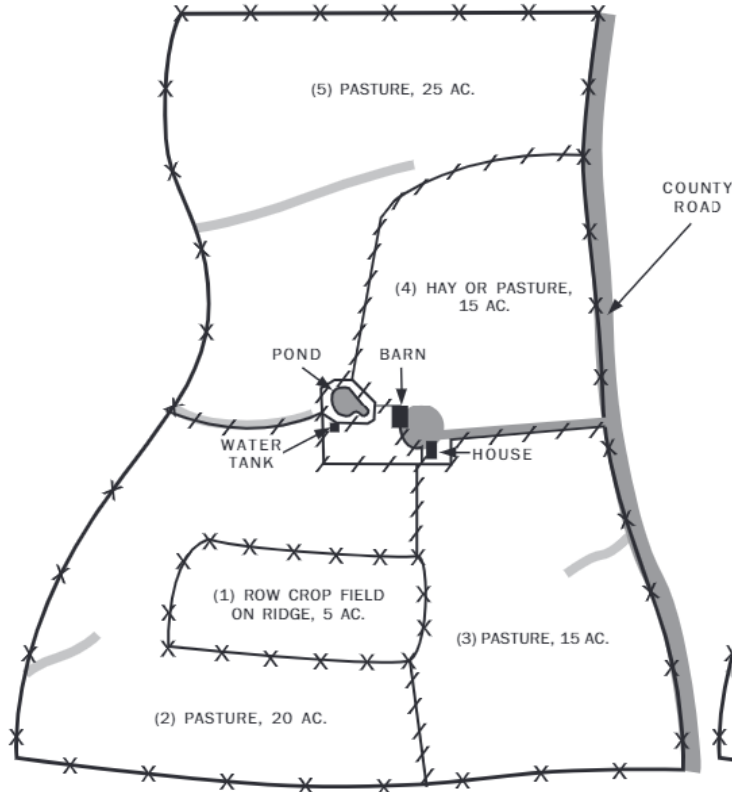 (5) PASTURE, 25 AC.
COUNTY
ROAD
(4) HAY OR PASTURE,
15 AC.
POND
BARN
WATER
TANK
HOUSE
(1) ROW CROP FIELD
ON RIDGE, 5 AC.
(3) PASTURE, 15 AC.
(2) PASTURE, 20 AC.